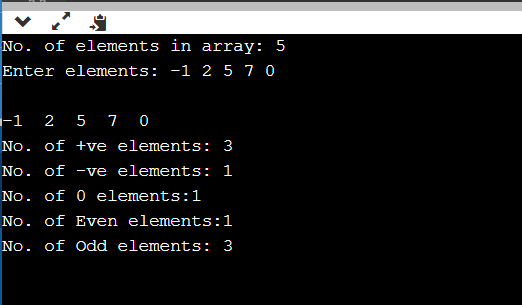 No. of elements in array: 5
Enter elements: -1 2 5 7 0
-1  2  5  7  0
No. of +ve elements: 3
No. of -ve elements: 1
No. of 0 elements:1
No. of Even elements:1
No. of Odd elements: 3